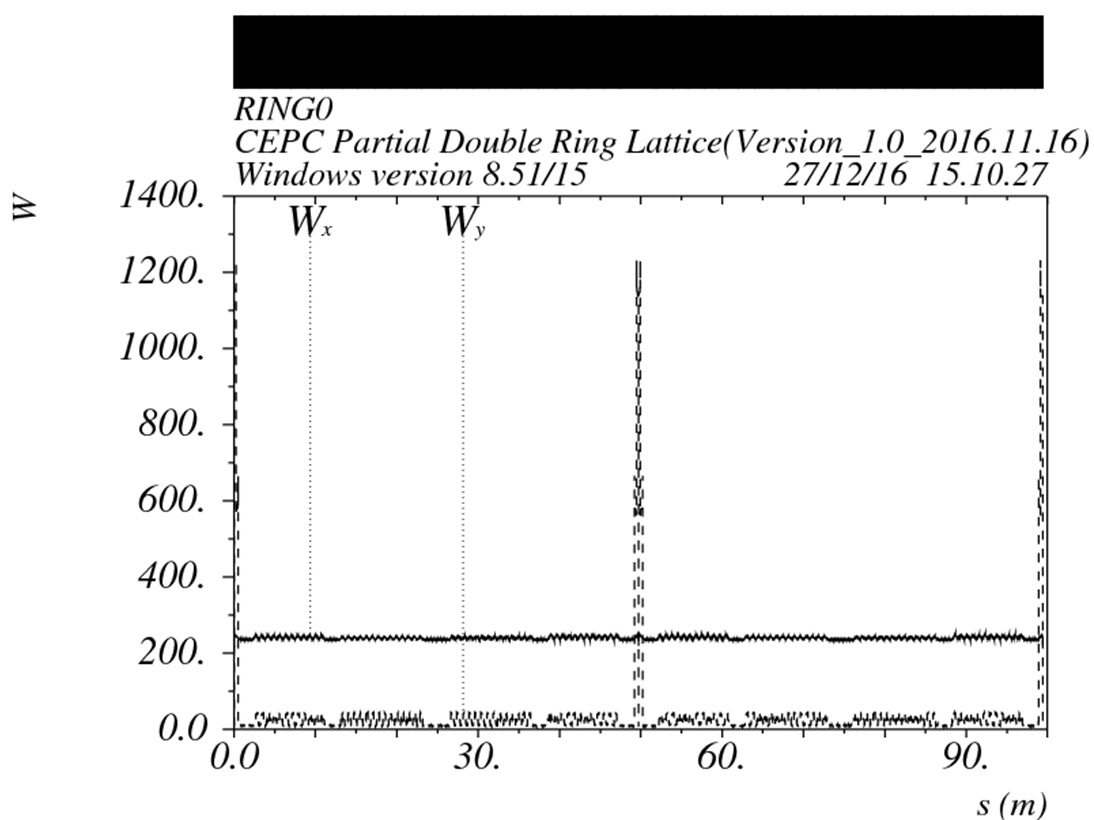 RING0
CEPC Partial Double Ring Lattice(Version_1.0_2016.11.16)
Windows version 8.51/15 27/12/16 15.10.27
W
1400.
1200.
1000.
800.
600.
400.
200.
0.0
Wx
Wy
0.0 30. 60. 90.
s (m)